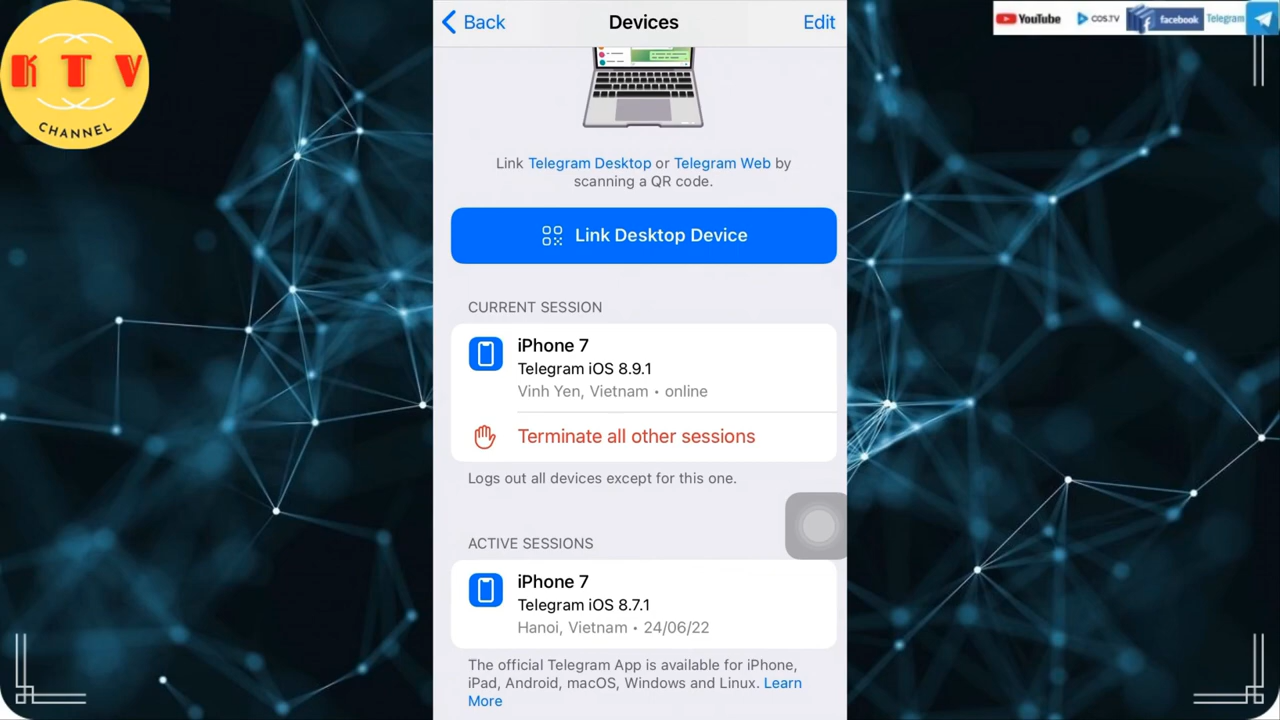 K T V
CHANNEL
YouTube
COS.TV
facebook
Telegram
Back
Devices
Edit
Link Telegram Desktop or Telegram Web by
scanning a QR code.
Link Desktop Device
CURRENT SESSION
iPhone 7
Telegram iOS 8.9.1
Vinh Yen, Vietnam • online
Terminate all other sessions
Logs out all devices except for this one.
ACTIVE SESSIONS
iPhone 7
Telegram iOS 8.7.1
Hanoi, Vietnam • 24/06/22
The official Telegram App is available for iPhone,
iPad, Android, macOS, Windows and Linux. Learn
More